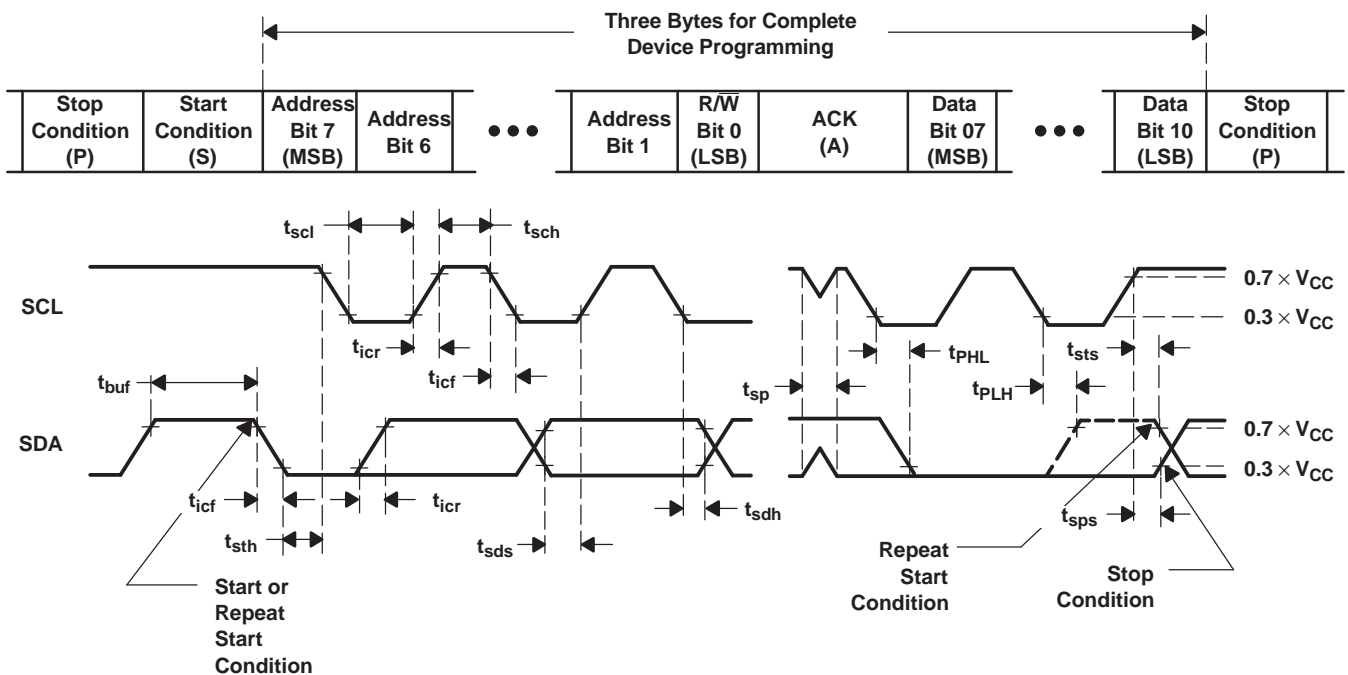 Three Bytes for Complete
Device Programming
Stop
Condition
(P)
Start
Condition
(S)
Address
Bit 7
(MSB)
Address
Bit 6
•••
Address
Bit 1
R/W̅
Bit 0
(LSB)
ACK
(A)
Data
Bit 07
(MSB)
•••
Data
Bit 10
(LSB)
Stop
Condition
(P)
tscl
tsch
SCL
0.7 × VCC
0.3 × VCC
ticr
ticf
tPHL
tsts
tbuf
tsp
tPLH
SDA
0.7 × VCC
0.3 × VCC
ticf
ticr
tsdh
tsps
tsth
tsds
Start or
Repeat
Start
Condition
Repeat
Start
Condition
Stop
Condition